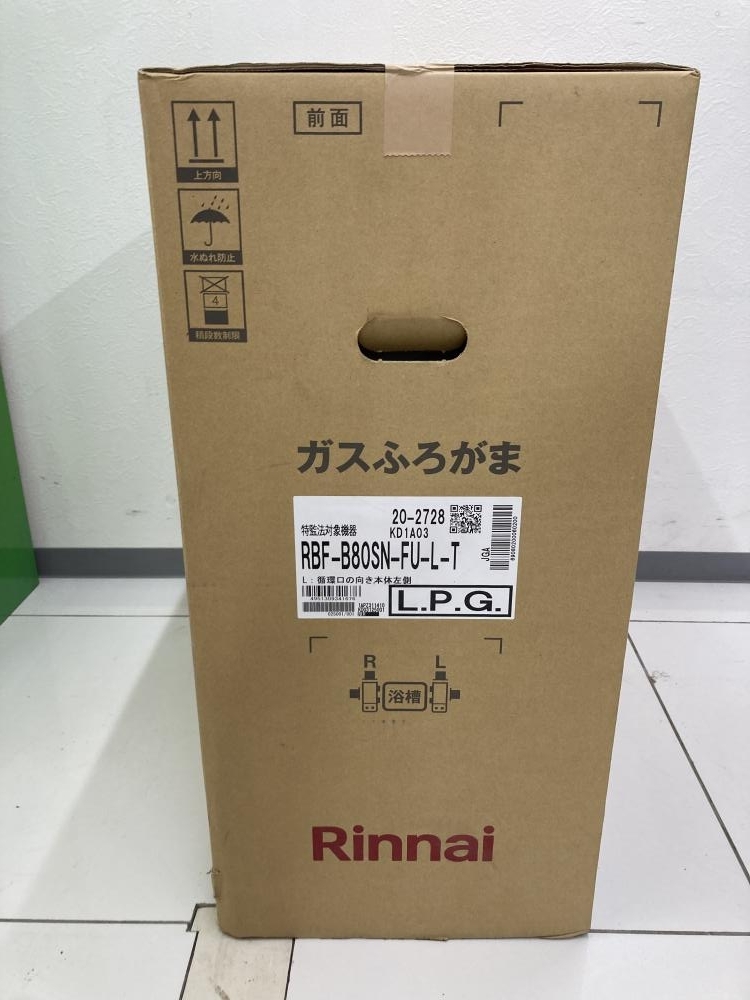 前面
上方向
水ぬれ防止
4
積段数制限
ガスふろがま
20-2728
特監法対象機器
KD1A03
RBF-B80SN-FU-L-T
JGA
L：循環口の向き本体左側
4951309341676
L.P.G.
R
L
浴槽
Rinnai